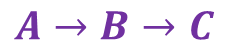 A → B → C